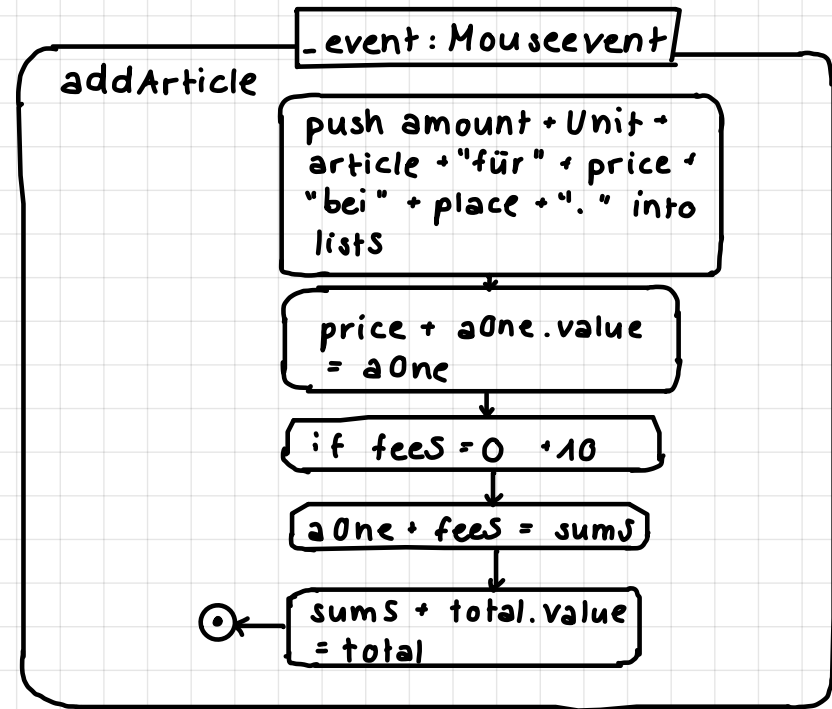 _event: Mouseevent
addArticle
push amount + Unit +
article + "für" + price +
"bei" + place + "." into
lists
price + aOne.value
= aOne
if fees = 0 +10
aOne + fees = sums
sums + total.value
= total